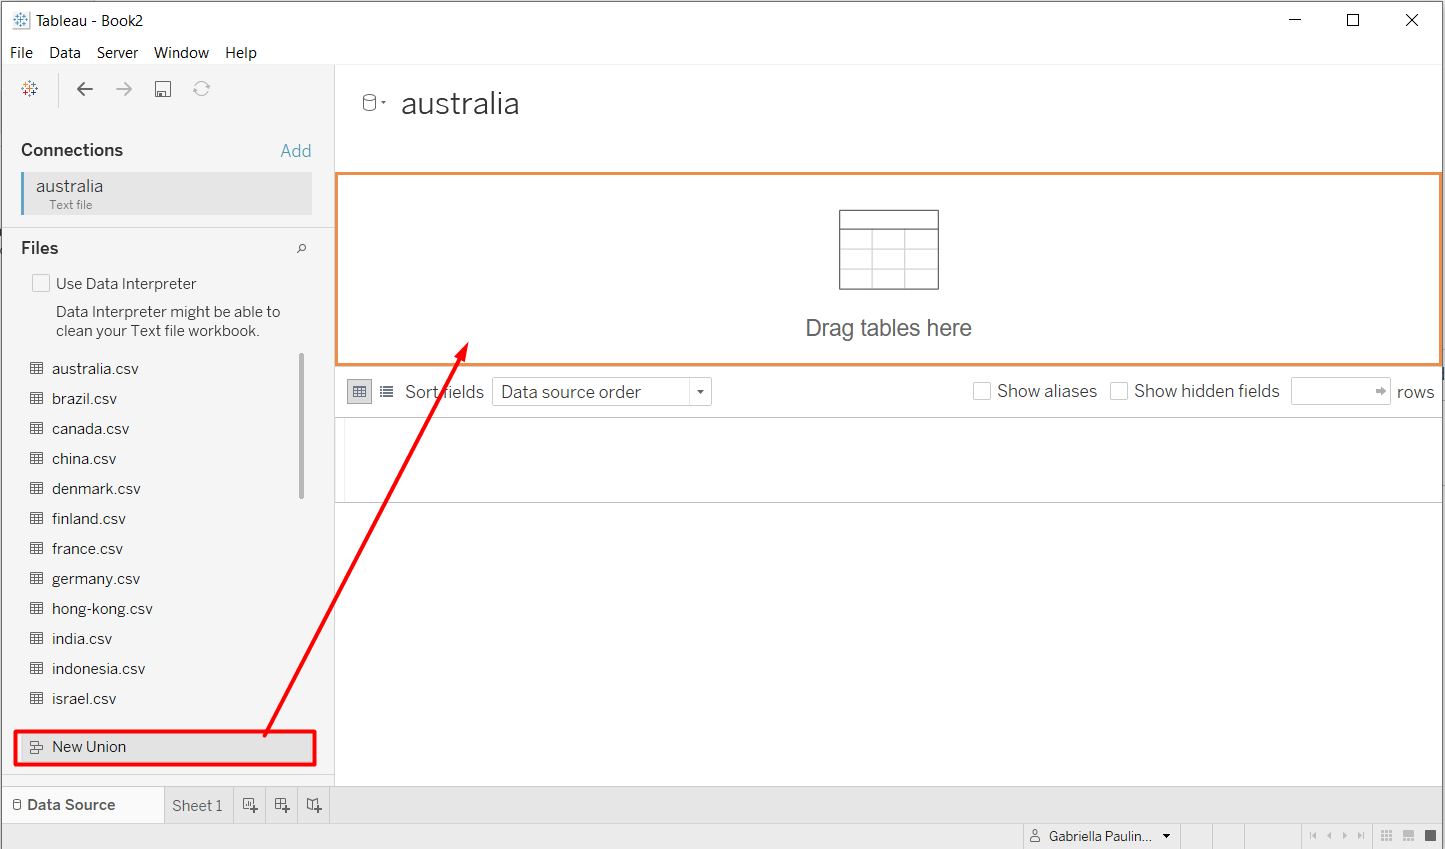 Tableau - Book2
File Data Server Window Help
australia
Connections Add
australia
Text file
Files
Use Data Interpreter
Data Interpreter might be able to
clean your Text file workbook.
australia.csv
brazil.csv
canada.csv
china.csv
denmark.csv
finland.csv
france.csv
germany.csv
hong-kong.csv
india.csv
indonesia.csv
israel.csv
New Union
Drag tables here
Sort fields Data source order Show aliases Show hidden fields rows
Data Source Sheet 1
Gabriella Paulin...